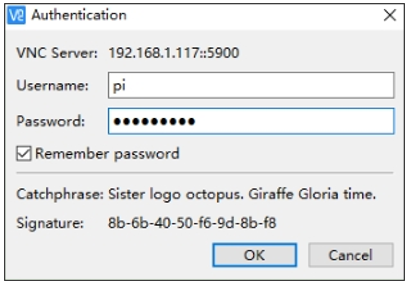 Authentication
VNC Server: 192.168.1.117::5900
Username: pi
Password: ●●●●●●●●●
Remember password
Catchphrase: Sister logo octopus. Giraffe Gloria time.
Signature: 8b-6b-40-50-f6-9d-8b-f8
OK Cancel